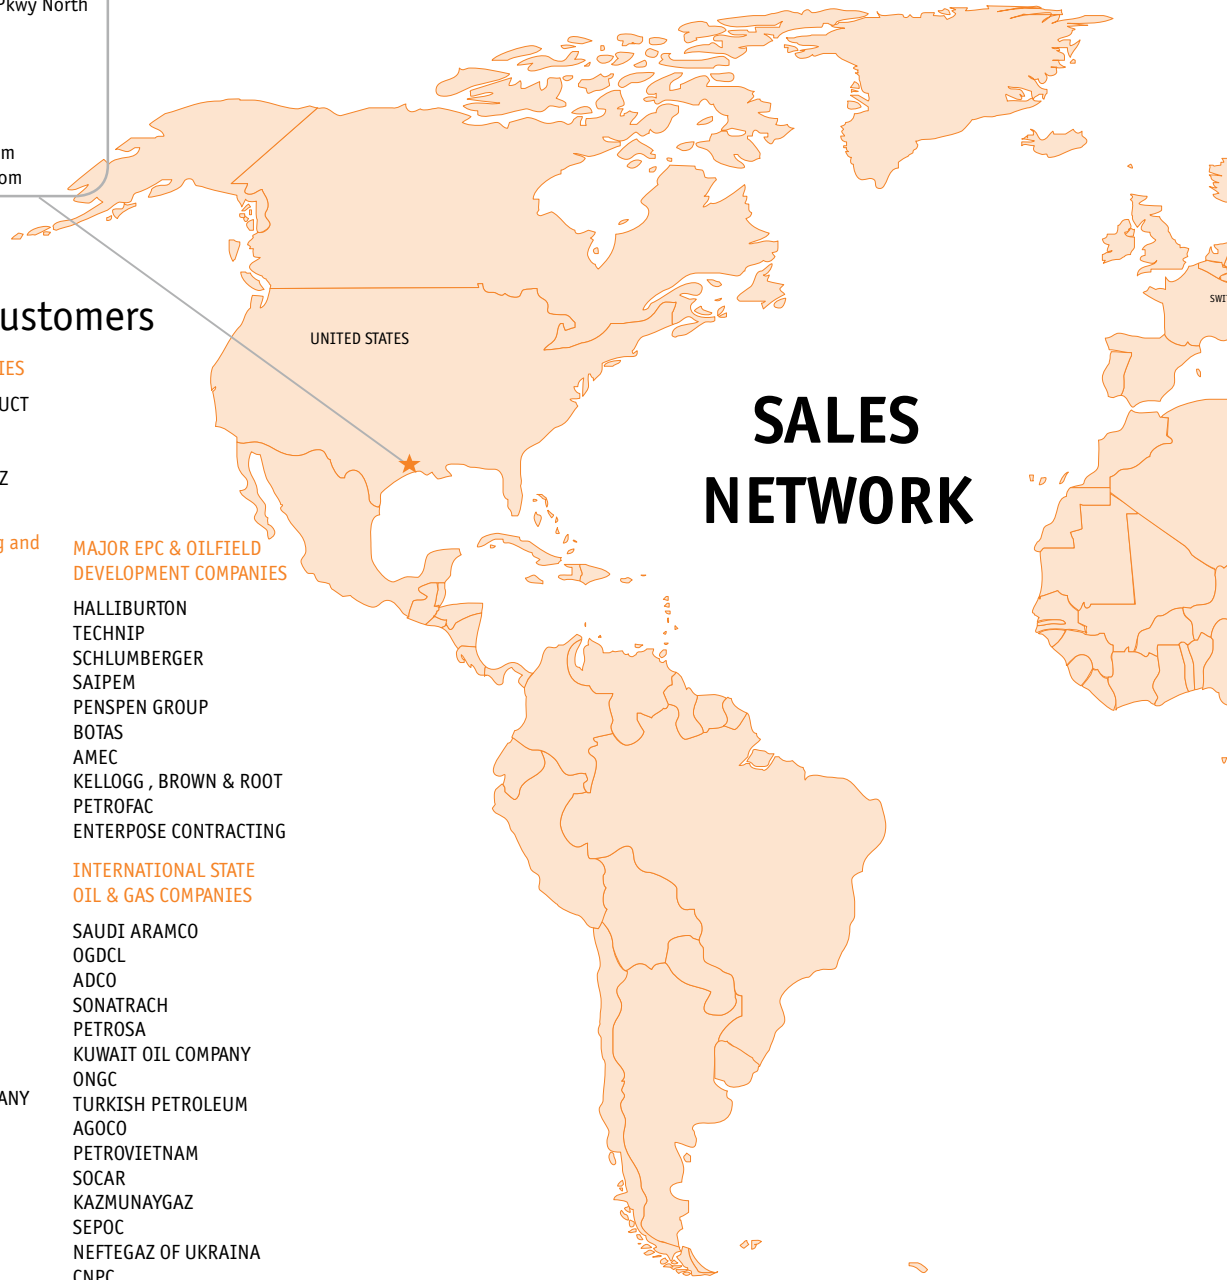 Pkwy North
m
om
ustomers
IES
UCT
Z
g and
ANY
MAJOR EPC & OILFIELD
DEVELOPMENT COMPANIES
HALLIBURTON
TECHNIP
SCHLUMBERGER
SAIPEM
PENSPEN GROUP
BOTAS
AMEC
KELLOGG , BROWN & ROOT
PETROFAC
ENTERPOSE CONTRACTING
INTERNATIONAL STATE
OIL & GAS COMPANIES
SAUDI ARAMCO
OGDCL
ADCO
SONATRACH
PETROSA
KUWAIT OIL COMPANY
ONGC
TURKISH PETROLEUM
AGOCO
PETROVIETNAM
SOCAR
KAZMUNAYGAZ
SEPOC
NEFTEGAZ OF UKRAINA
CNPC
UNITED STATES
SALES
NETWORK
SWI